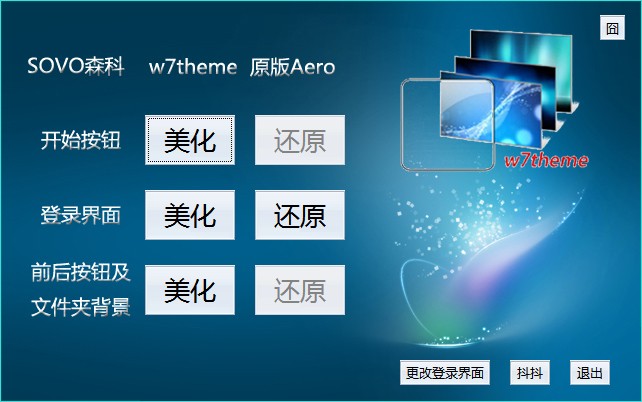 囧
SOVO森科 w7theme 原版Aero
开始按钮 美化 还原
w7theme
登录界面 美化 还原
前后按钮及
文件夹背景 美化 还原
更改登录界面 抖抖 退出